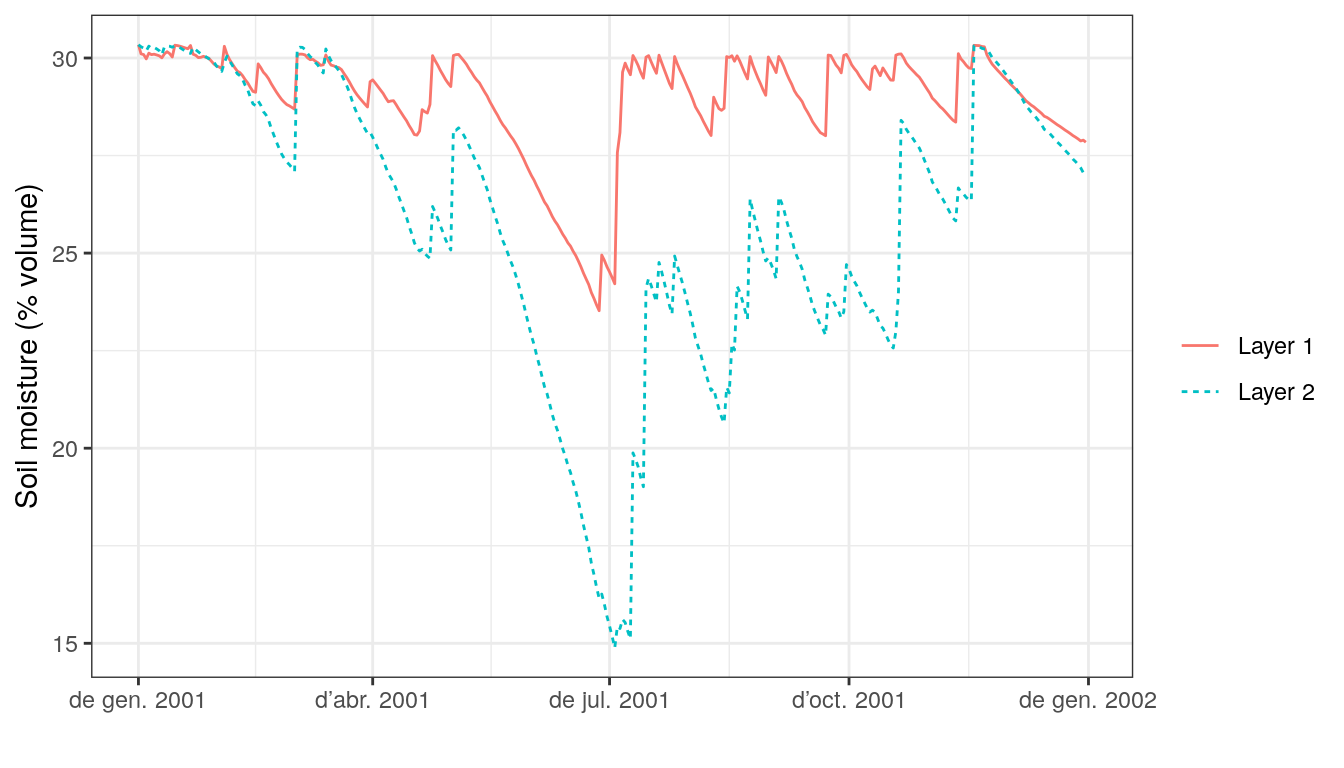 Soil moisture (% volume)
30
25
20
15
de gen. 2001
d’abr. 2001
de jul. 2001
d’oct. 2001
de gen. 2002
Layer 1
Layer 2